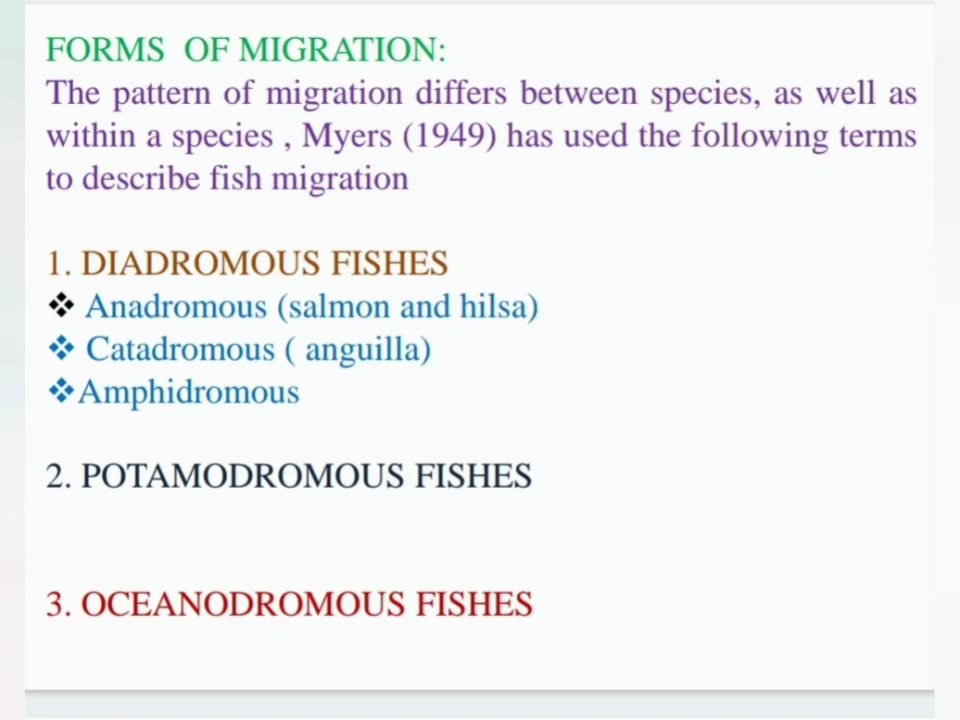 FORMS OF MIGRATION:
The pattern of migration differs between species, as well as
within a species , Myers (1949) has used the following terms
to describe fish migration
1. DIADROMOUS FISHES
❖ Anadromous (salmon and hilsa)
❖ Catadromous ( anguilla)
❖Amphidromous
2. POTAMODROMOUS FISHES
3. OCEANODROMOUS FISHES